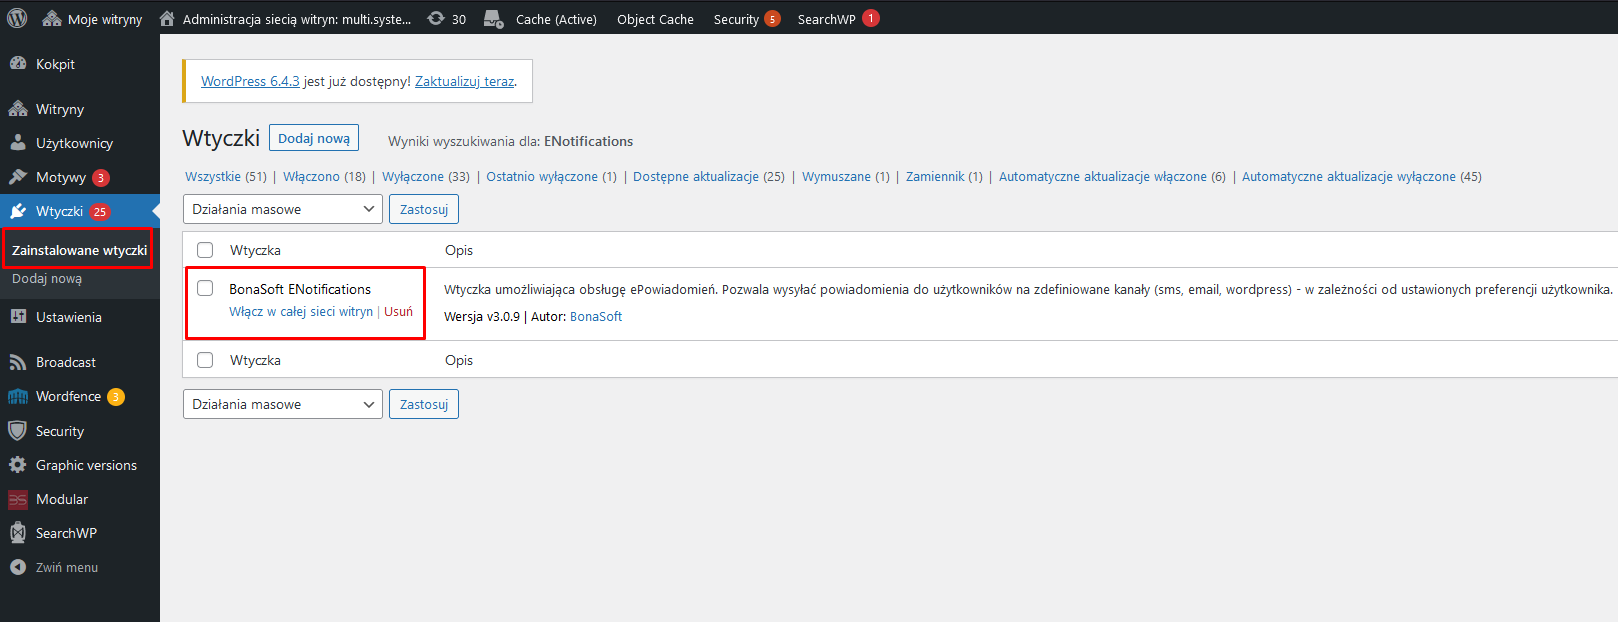 Moje witryny Administracja siecią witryn: multi.syste... 30 Cache (Active) Object Cache Security 5 SearchWP 1
Kokpit
Witryny
Użytkownicy
Motywy 3
Wtyczki 25
Zainstalowane wtyczki
Dodaj nową
Ustawienia
Broadcast
Wordfence 3
Security
Graphic versions
Modular
SearchWP
Zwiń menu
WordPress 6.4.3 jest już dostępny! Zaktualizuj teraz.
Wtyczki Dodaj nową Wyniki wyszukiwania dla: ENotifications
Wszystkie (51) | Włączono (18) | Wyłączone (33) | Ostatnio wyłączone (1) | Dostępne aktualizacje (25) | Wymuszane (1) | Zamiennik (1) | Automatyczne aktualizacje włączone (6) | Automatyczne aktualizacje wyłączone (45)
Działania masowe Zastosuj
Wtyczka Opis
BonaSoft ENotifications Wtyczka umożliwiająca obsługę ePowiadomień. Pozwala wysyłać powiadomienia do użytkowników na zdefiniowane kanały (sms, email, wordpress) - w zależności od ustawionych preferencji użytkownika.
Włącz w całej sieci witryn | Usuń Wersja v3.0.9 | Autor: BonaSoft
Wtyczka Opis
Działania masowe Zastosuj